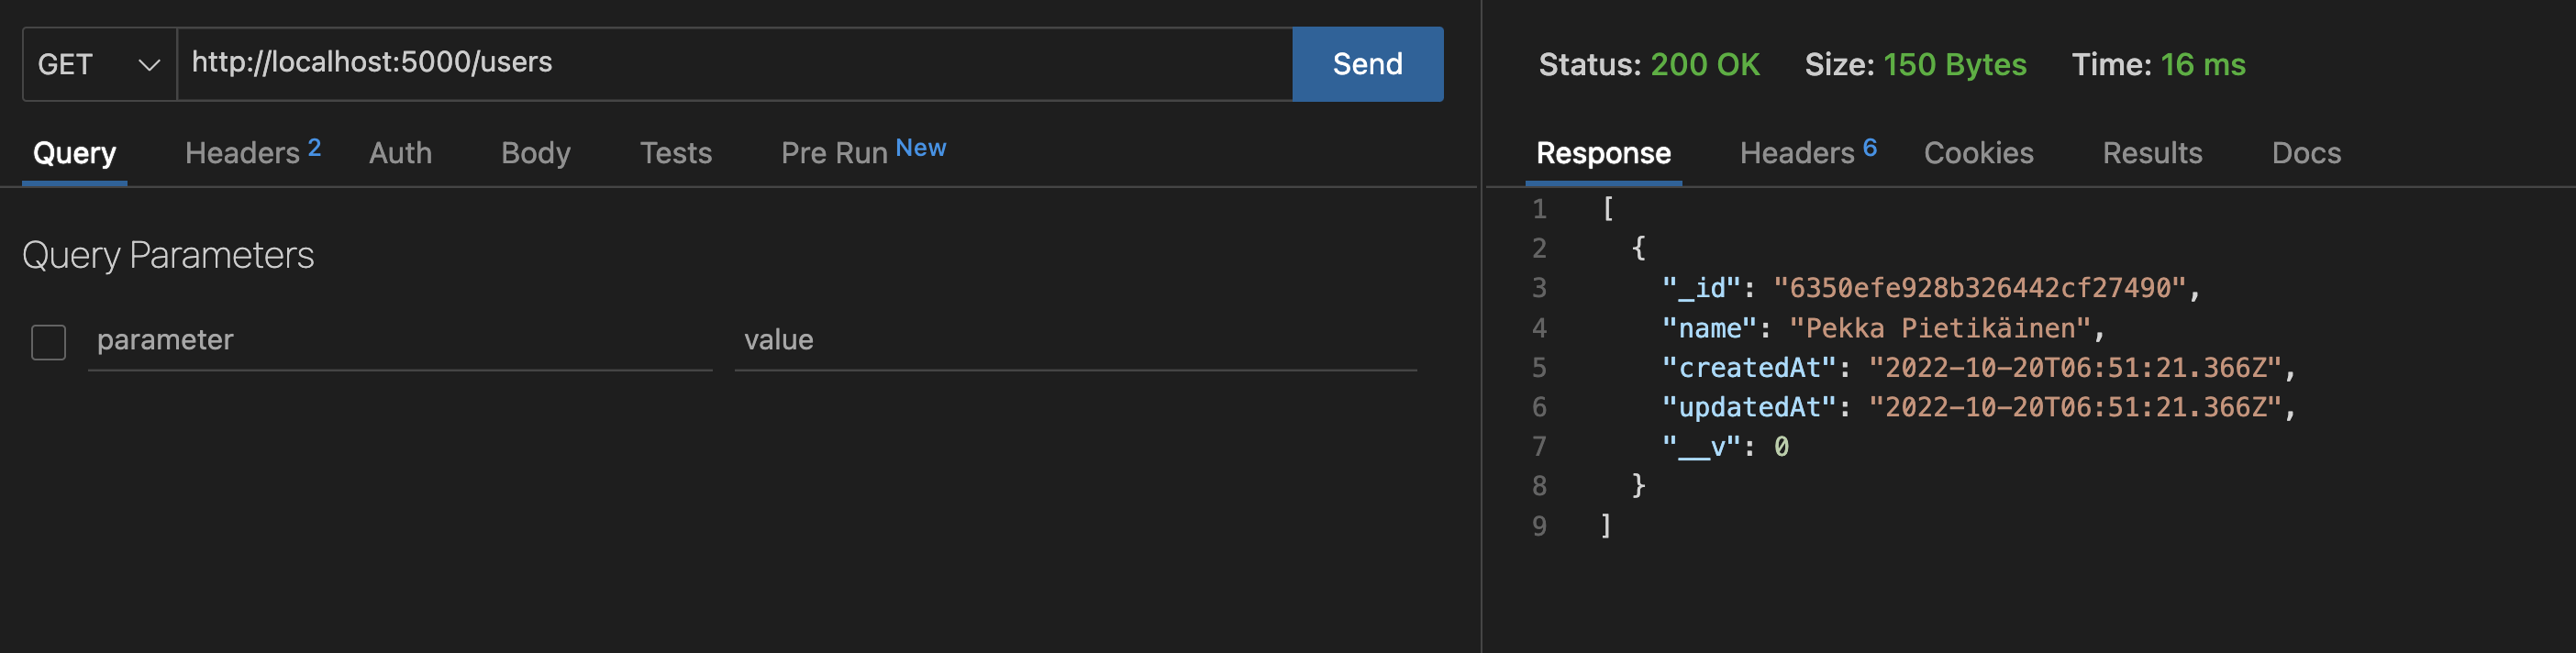 GET http://localhost:5000/users Send
Query Headers 2 Auth Body Tests Pre Run New
Query Parameters
parameter value
Status: 200 OK Size: 150 Bytes Time: 16 ms
Response Headers 6 Cookies Results Docs
1 [
2 {
3 "_id": "6350efe928b326442cf27490",
4 "name": "Pekka Pietikäinen",
5 "createdAt": "2022-10-20T06:51:21.366Z",
6 "updatedAt": "2022-10-20T06:51:21.366Z",
7 "__v": 0
8 }
9 ]